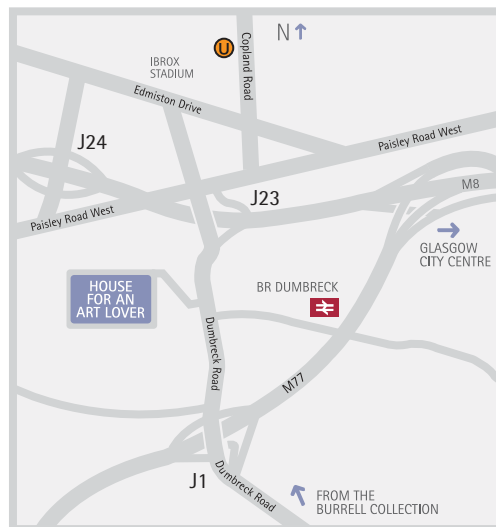 N
U
IBROX
STADIUM
Copland Road
Edmiston Drive
J24
Paisley Road West
J23
M8
Paisley Road West
GLASGOW
CITY CENTRE
HOUSE
FOR AN
ART LOVER
BR DUMBRECK
Dumbreck Road
M77
J1
Dumbreck Road
FROM THE
BURRELL COLLECTION